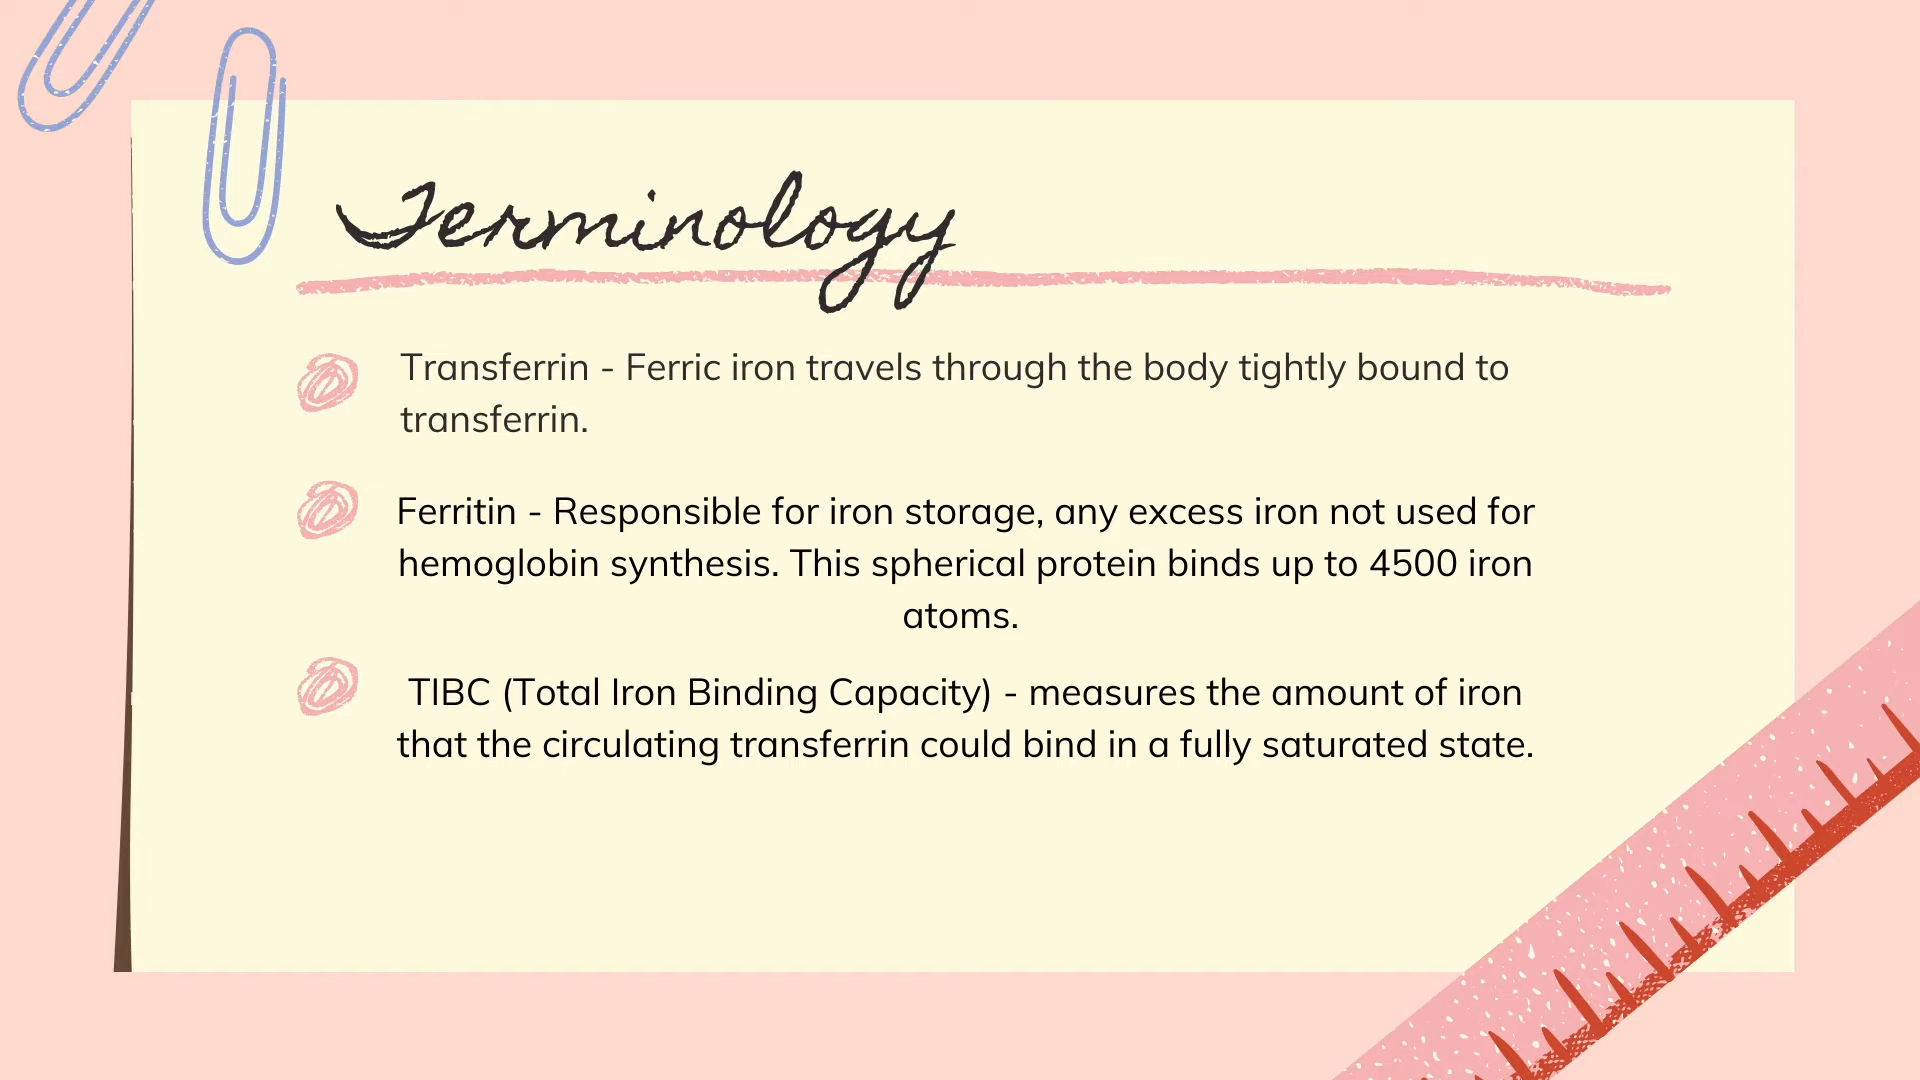 Terminology
Transferrin - Ferric iron travels through the body tightly bound to
transferrin.
Ferritin - Responsible for iron storage, any excess iron not used for
hemoglobin synthesis. This spherical protein binds up to 4500 iron
atoms.
TIBC (Total Iron Binding Capacity) - measures the amount of iron
that the circulating transferrin could bind in a fully saturated state.